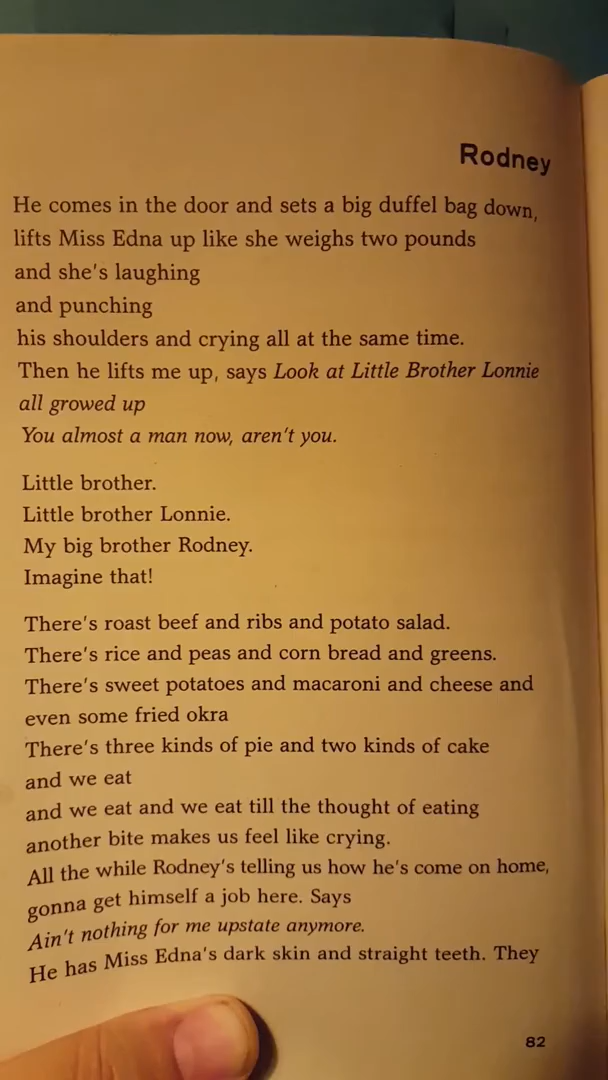 Rodney
He comes in the door and sets a big duffel bag down,
lifts Miss Edna up like she weighs two pounds
and she's laughing
and punching
his shoulders and crying all at the same time.
Then he lifts me up, says Look at Little Brother Lonnie
all growed up
You almost a man now, aren't you.
Little brother.
Little brother Lonnie.
My big brother Rodney.
Imagine that!
There's roast beef and ribs and potato salad.
There's rice and peas and corn bread and greens.
There's sweet potatoes and macaroni and cheese and
even some fried okra
There's three kinds of pie and two kinds of cake
and we eat
and we eat and we eat till the thought of eating
another bite makes us feel like crying.
All the while Rodney's telling us how he's come on home,
gonna get himself a job here. Says
Ain't nothing for me upstate anymore.
He has Miss Edna's dark skin and straight teeth. They
82